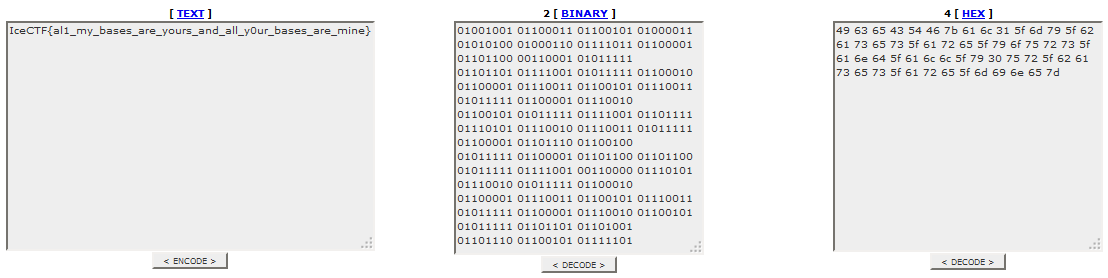 [ TEXT ]
IceCTF{al1_my_bases_are_yours_and_all_y0ur_bases_are_mine}
< ENCODE >
2 [ BINARY ]
01001001 01100011 01100101 01000011
01010100 01000110 01111011 01100001
01101100 00110001 01011111
01101101 01111001 01011111 01100010
01100001 01110011 01100101 01110011
01011111 01100001 01110010
01100101 01011111 01111001 01101111
01110101 01110010 01110011 01011111
01100001 01101110 01100100
01011111 01100001 01101100 01101100
01011111 01111001 00110000 01110101
01110010 01011111 01100010
01100001 01110011 01100101 01110011
01011111 01100001 01110010 01100101
01011111 01101101 01101001
01101110 01100101 01111101
< DECODE >
4 [ HEX ]
49 63 65 43 54 46 7b 61 6c 31 5f 6d 79 5f 62
61 73 65 73 5f 61 72 65 5f 79 6f 75 72 73 5f
61 6e 64 5f 61 6c 6c 5f 79 30 75 72 5f 62 61
73 65 73 5f 61 72 65 5f 6d 69 6e 65 7d
< DECODE >